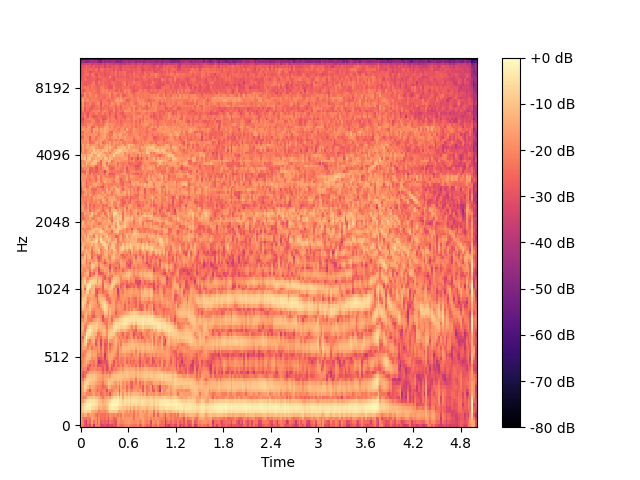 8192
4096
2048
1024
512
0
Hz
0
0.6
1.2
1.8
2.4
3
3.6
4.2
4.8
Time
+0 dB
-10 dB
-20 dB
-30 dB
-40 dB
-50 dB
-60 dB
-70 dB
-80 dB